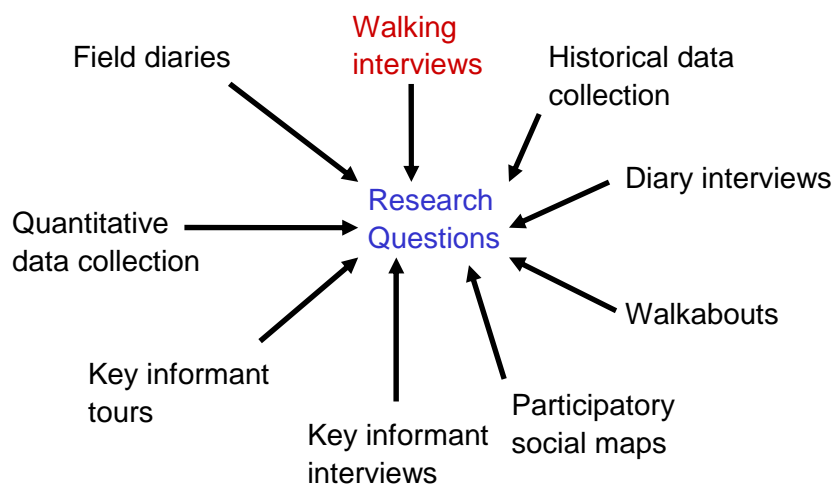 Walking
interviews
Field diaries
Historical data
collection
Diary interviews
Research
Questions
Quantitative
data collection
Walkabouts
Key informant
tours
Participatory
social maps
Key informant
interviews